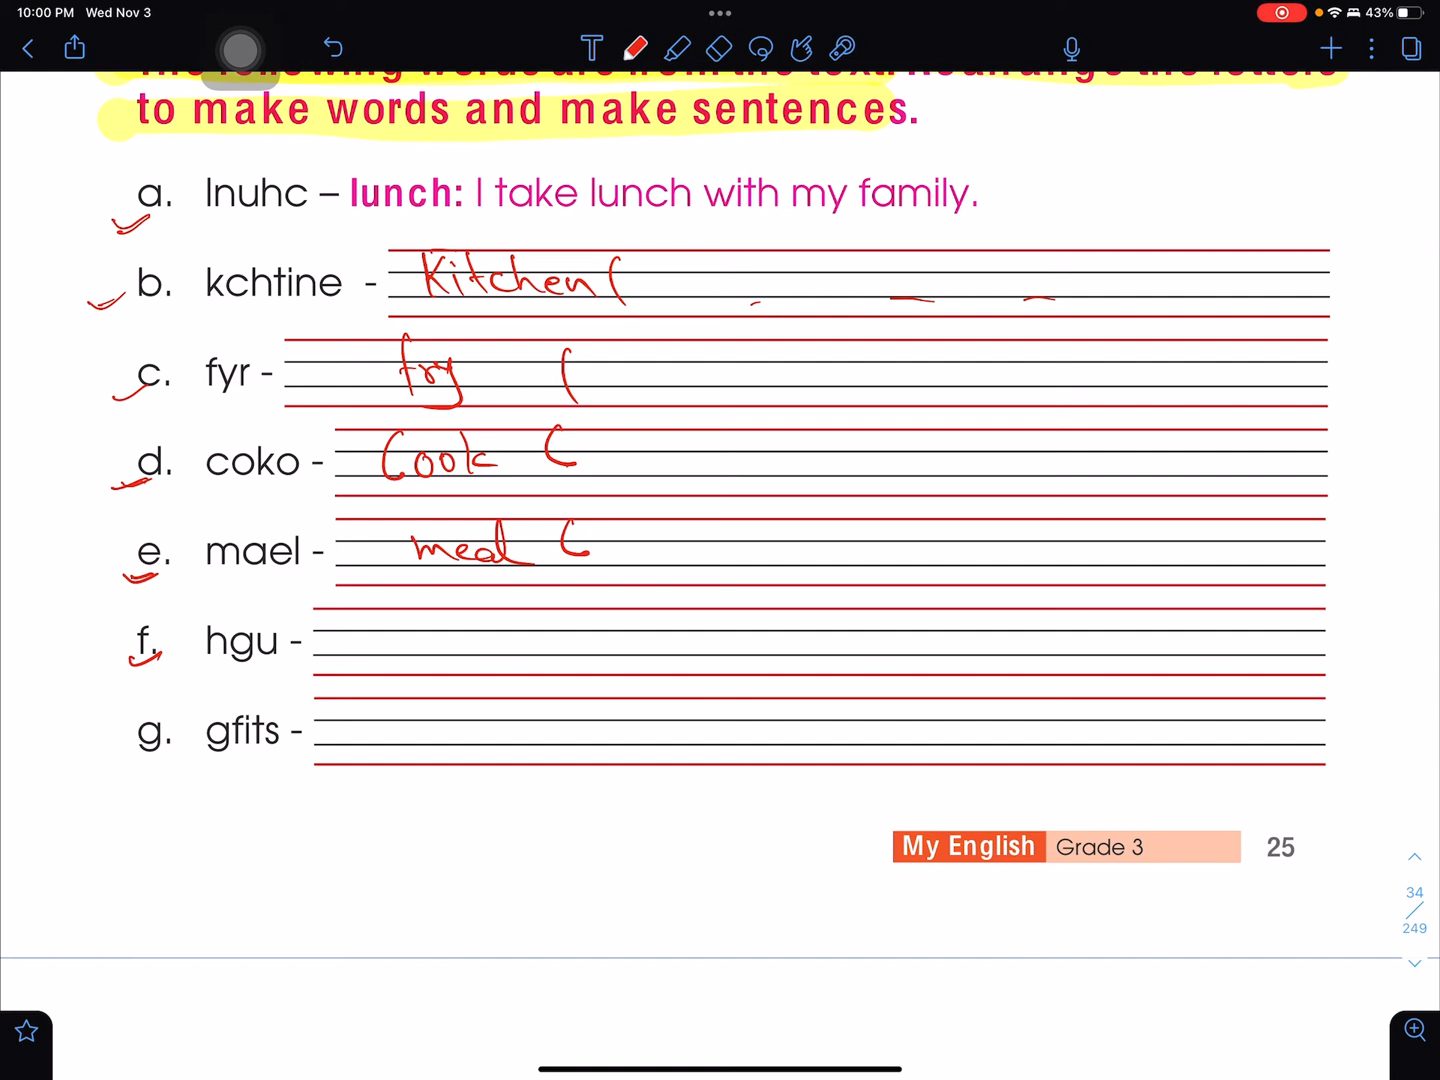 10:00 PM Wed Nov 3
43%
to make words and make sentences.
a. lnuhc – lunch: I take lunch with my family.
b. kchtine - Kitchen (
c. fyr - fry (
d. coko - Cook (
e. mael - meal (
f. hgu -
g. gfits -
My English Grade 3 25
34
249